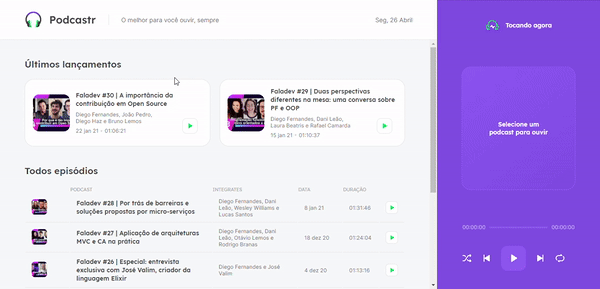 Podcastr
O melhor para você ouvir, sempre
Seg, 26 Abril
Últimos lançamentos
Faladev #30 | A importância da
contribuição em Open Source
Diego Fernandes, João Pedro,
Diego Haz e Bruno Lemos
22 jan 21 - 01:06:21
Faladev #29 | Duas perspectivas
diferentes na mesa: uma conversa sobre
PF e OOP
Diego Fernandes, Dani Leão,
Laura Beatris e Rafael Camarda
15 jan 21 - 01:10:37
Todos episódios
PODCAST INTEGRANTES DATA DURAÇÃO
Faladev #28 | Por trás de barreiras e
soluções propostas por micro-serviços
Diego Fernandes, Dani
Leão, Wesley Williams e
Lucas Santos
8 jan 21
01:31:46
Faladev #27 | Aplicação de arquiteturas
MVC e CA na prática
Diego Fernandes, Dani
Leão, Otávio Lemos e
Rodrigo Branas
18 dez 20
01:24:04
Faladev #26 | Especial: entrevista
exclusiva com José Valim, criador da
linguagem Elixir
Diego Fernandes e José
Valim
4 dez 20
01:13:16
Tocando agora
Selecione um
podcast para ouvir
00:00:00
00:00:00